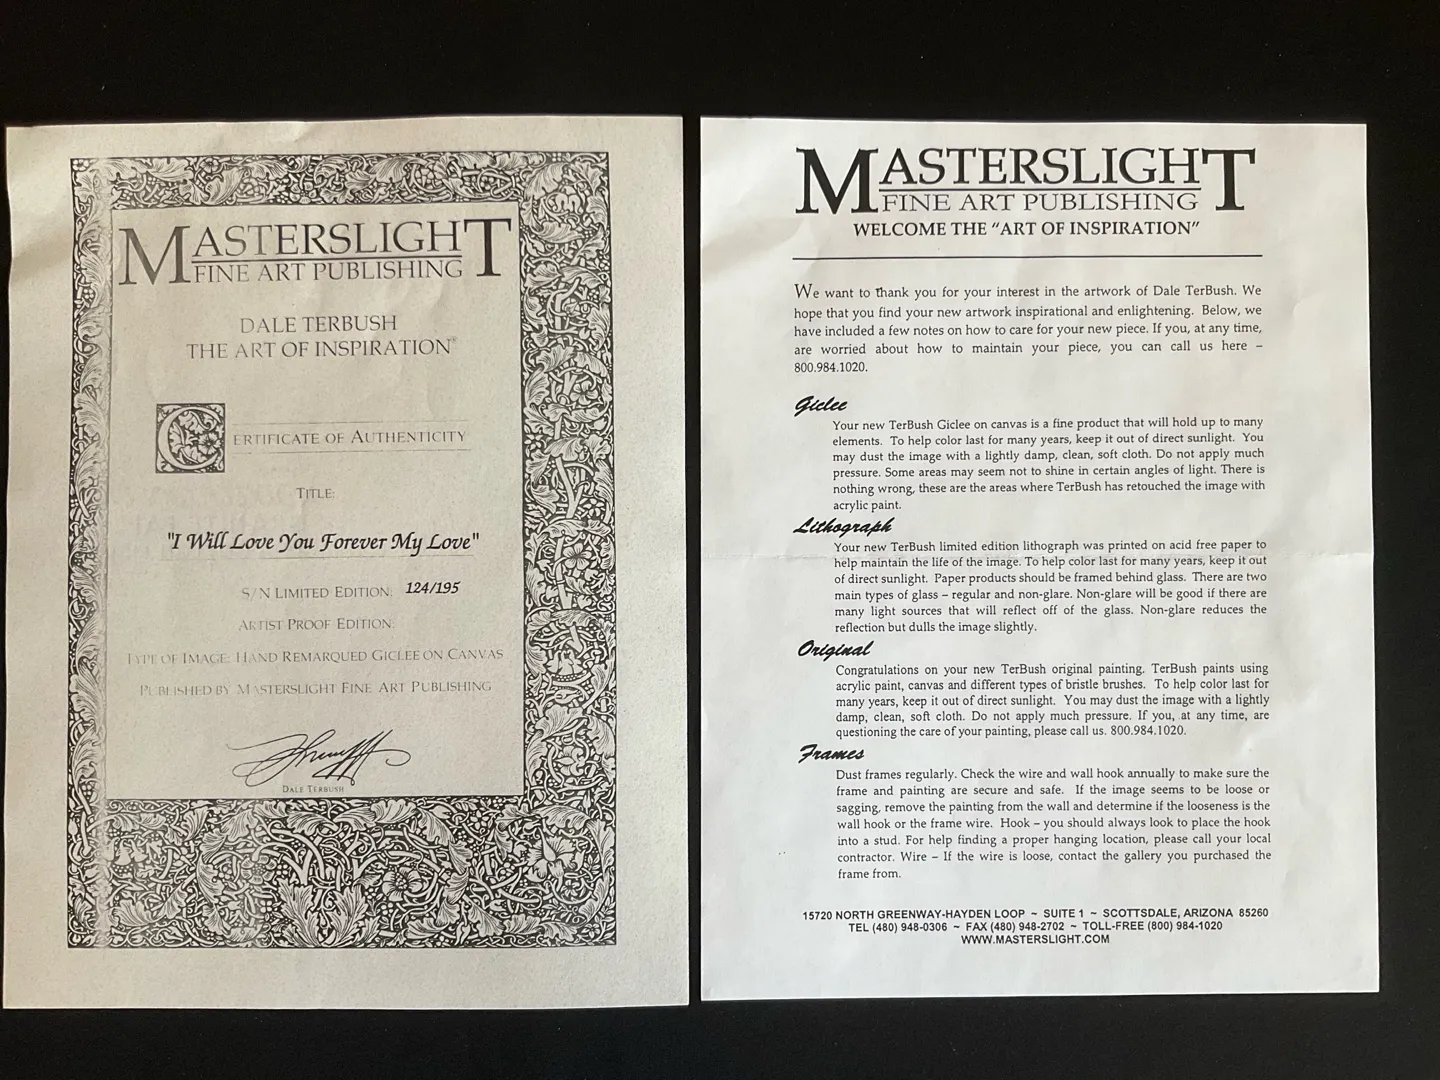 MASTERSLIGHT
FINE ART PUBLISHING
DALE TERBUSH
THE ART OF INSPIRATION®
CERTIFICATE OF AUTHENTICITY
TITLE:
"I Will Love You Forever My Love"
S/N LIMITED EDITION: 124/195
ARTIST PROOF EDITION:
TYPE OF IMAGE: HAND REMARQUED GICLEE ON CANVAS
PUBLISHED BY MASTERSLIGHT FINE ART PUBLISHING
DALE TERBUSH
MASTERSLIGHT
FINE ART PUBLISHING
WELCOME THE "ART OF INSPIRATION"
We want to thank you for your interest in the artwork of Dale TerBush. We
hope that you find your new artwork inspirational and enlightening. Below, we
have included a few notes on how to care for your new piece. If you, at any time,
are worried about how to maintain your piece, you can call us here –
800.984.1020.
Giclee
Your new TerBush Giclee on canvas is a fine product that will hold up to many
elements. To help color last for many years, keep it out of direct sunlight. You
may dust the image with a lightly damp, clean, soft cloth. Do not apply much
pressure. Some areas may seem not to shine in certain angles of light. There is
nothing wrong, these are the areas where TerBush has retouched the image with
acrylic paint.
Lithograph
Your new TerBush limited edition lithograph was printed on acid free paper to
help maintain the life of the image. To help color last for many years, keep it out
of direct sunlight. Paper products should be framed behind glass. There are two
main types of glass – regular and non-glare. Non-glare will be good if there are
many light sources that will reflect off of the glass. Non-glare reduces the
reflection but dulls the image slightly.
Original
Congratulations on your new TerBush original painting. TerBush paints using
acrylic paint, canvas and different types of bristle brushes. To help color last for
many years, keep it out of direct sunlight. You may dust the image with a lightly
damp, clean, soft cloth. Do not apply much pressure. If you, at any time, are
questioning the care of your painting, please call us. 800.984.1020.
Frames
Dust frames regularly. Check the wire and wall hook annually to make sure the
frame and painting are secure and safe. If the image seems to be loose or
sagging, remove the painting from the wall and determine if the looseness is the
wall hook or the frame wire. Hook – you should always look to place the hook
into a stud. For help finding a proper hanging location, please call your local
contractor. Wire – If the wire is loose, contact the gallery you purchased the
frame from.
15720 NORTH GREENWAY-HAYDEN LOOP ~ SUITE 1 ~ SCOTTSDALE, ARIZONA 85260
TEL (480) 948-0306 ~ FAX (480) 948-2702 ~ TOLL-FREE (800) 984-1020
WWW.MASTERSLIGHT.COM